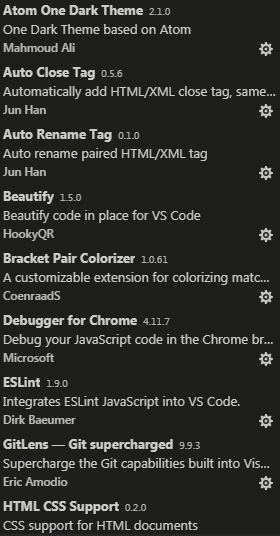 Atom One Dark Theme 2.1.0
One Dark Theme based on Atom
Mahmoud Ali
Auto Close Tag 0.5.6
Automatically add HTML/XML close tag, same...
Jun Han
Auto Rename Tag 0.1.0
Auto rename paired HTML/XML tag
Jun Han
Beautify 1.5.0
Beautify code in place for VS Code
HookyQR
Bracket Pair Colorizer 1.0.61
A customizable extension for colorizing matc...
CoenraadS
Debugger for Chrome 4.11.7
Debug your JavaScript code in the Chrome br...
Microsoft
ESLint 1.9.0
Integrates ESLint JavaScript into VS Code.
Dirk Baeumer
GitLens — Git supercharged 9.9.3
Supercharge the Git capabilities built into Vis...
Eric Amodio
HTML CSS Support 0.2.0
CSS support for HTML documents